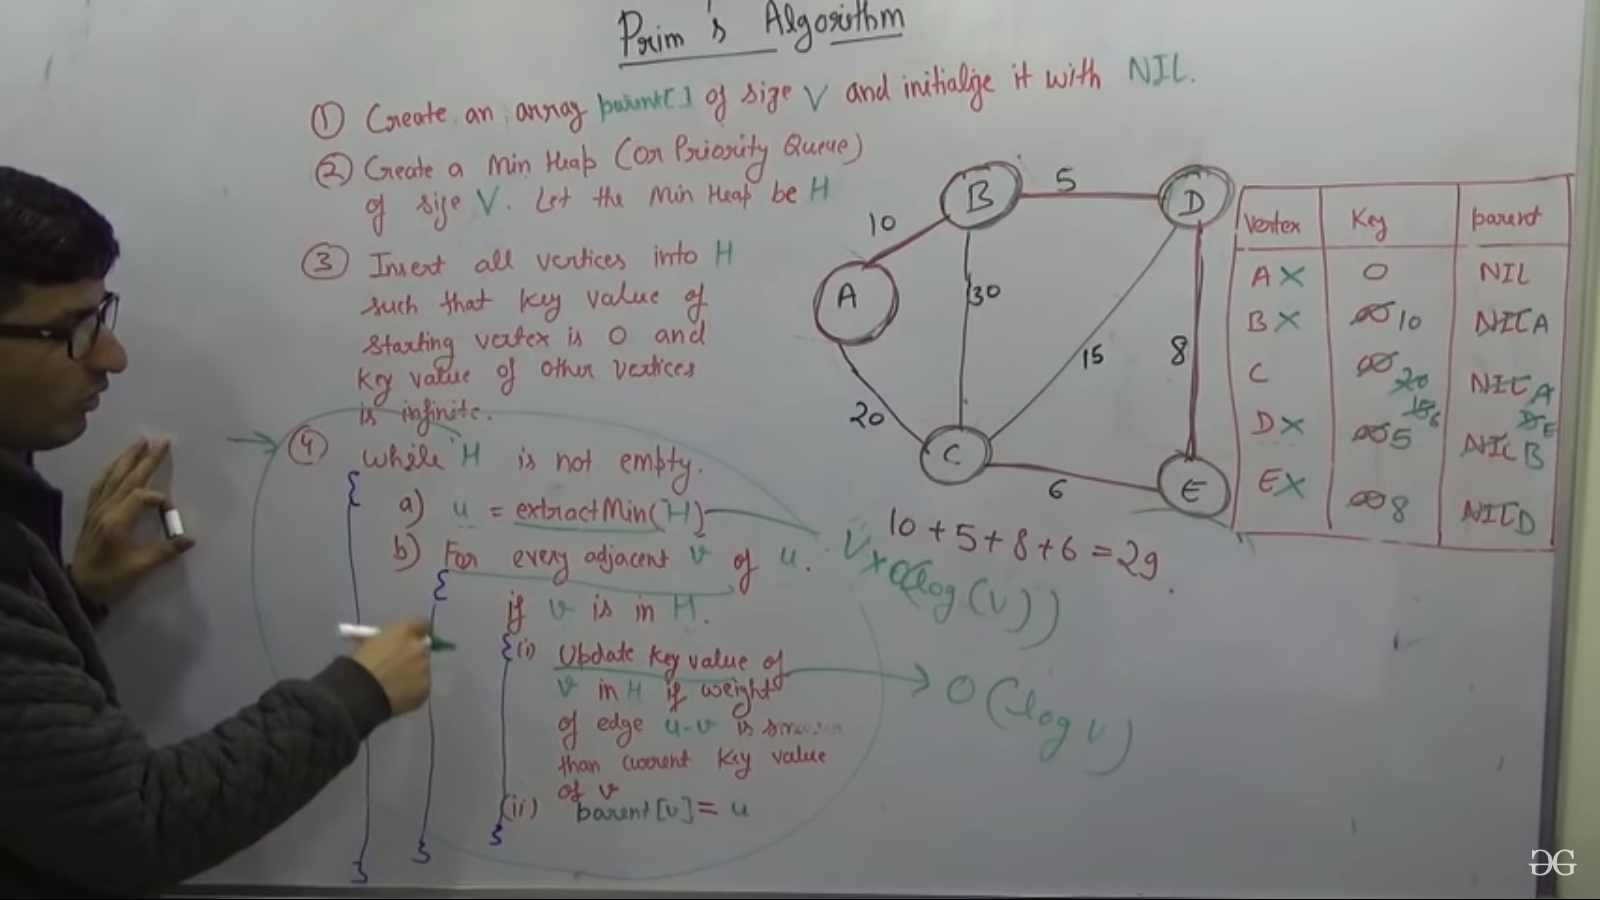 Prim's Algorithm
① Create an array parent[] of size V and initialize it with NIL.
② Create a Min Heap (or Priority Queue)
of size V. Let the Min Heap be H
③ Insert all vertices into H
such that key value of
starting vertex is 0 and
key value of other vertices
is infinite.
④ while H is not empty.
{
a) u = extractMin(H)
b) For every adjacent v of u.
{
if v is in H.
{(i) Update key value of
v in H if weight
of edge u-v is smaller
than current key value
of v
(ii) parent[v] = u
}
}
}
A
B
C
D
E
10
5
30
15
8
20
6
10 + 5 + 8 + 6 = 29.
V x O(log(V))
O(log V)
Vertex Key parent
A X 0 NIL
B X ∞ 10 NIL A
C ∞ 20 15 6 NIL A D E
D X ∞ 5 NIL B
E X ∞ 8 NIL D
GG